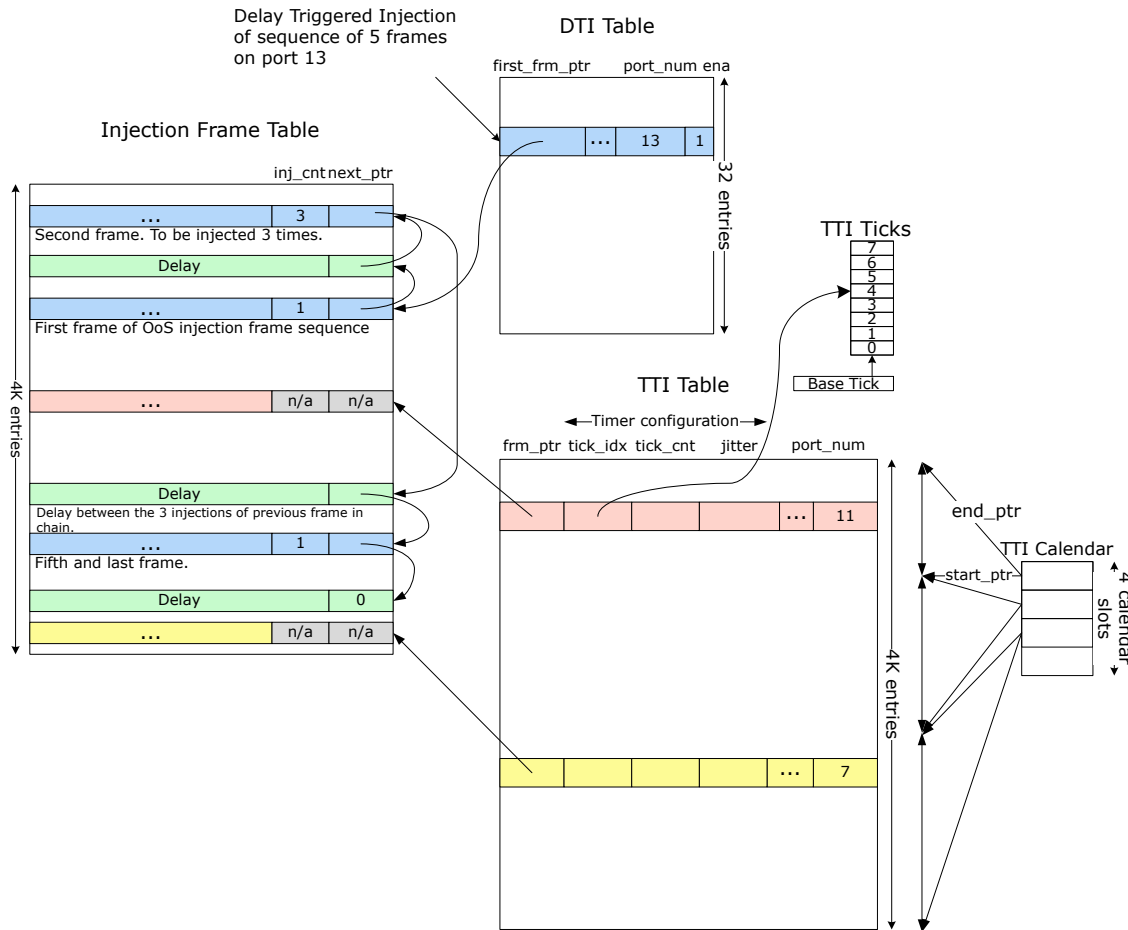 Delay Triggered Injection
of sequence of 5 frames
on port 13
DTI Table
first_frm_ptr port_num ena
... 13 1
32 entries
Injection Frame Table
inj_cnt next_ptr
... 3
Second frame. To be injected 3 times.
Delay
... 1
First frame of OoS injection frame sequence
... n/a n/a
Delay
Delay between the 3 injections of previous frame in
chain.
... 1
Fifth and last frame.
Delay 0
... n/a n/a
4K entries
TTI Ticks
7
6
5
4
3
2
1
0
Base Tick
TTI Table
Timer configuration
frm_ptr tick_idx tick_cnt jitter port_num
... 11
... 7
4K entries
end_ptr
start_ptr
TTI Calendar
4 calendar
slots